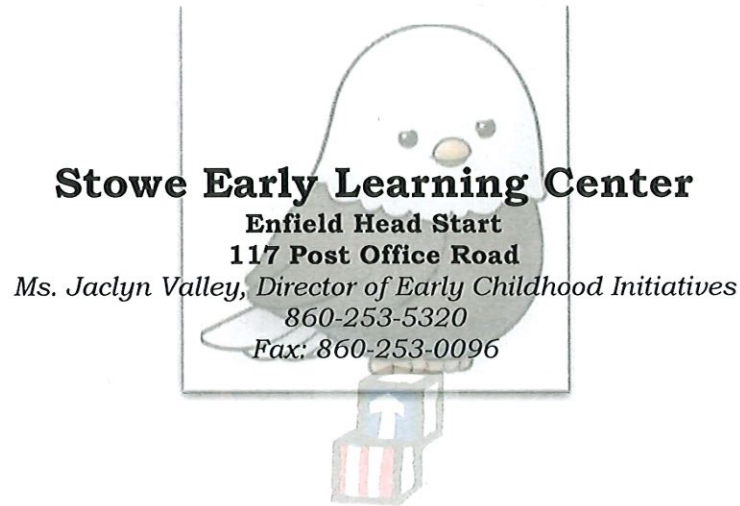 Stowe Early Learning Center
Enfield Head Start
117 Post Office Road
Ms. Jaclyn Valley, Director of Early Childhood Initiatives
860-253-5320
Fax: 860-253-0096